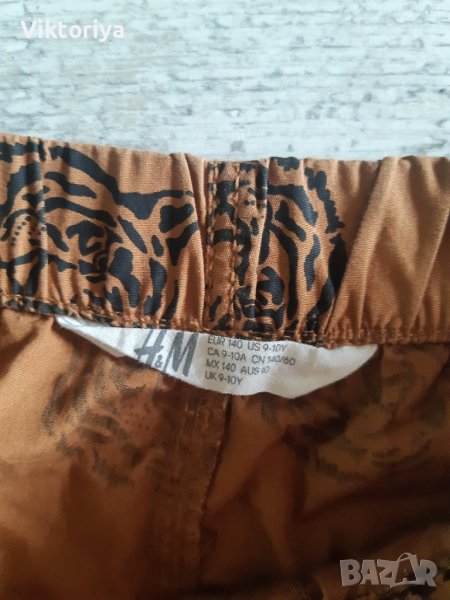 Viktoriya
H&M
EUR 140 US 9-10Y
CA 9-10A CN 140/60
MX 140 AUS 10
UK 9-10Y
BAZAR